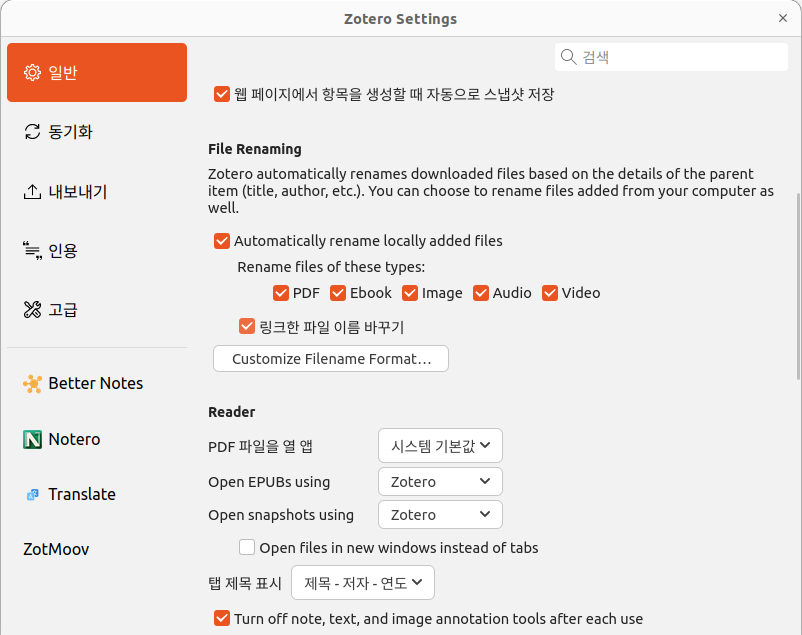 Zotero Settings
일반
동기화
내보내기
인용
고급
Better Notes
Notero
Translate
ZotMoov
검색
웹 페이지에서 항목을 생성할 때 자동으로 스냅샷 저장
File Renaming
Zotero automatically renames downloaded files based on the details of the parent
item (title, author, etc.). You can choose to rename files added from your computer as
well.
Automatically rename locally added files
Rename files of these types:
PDF Ebook Image Audio Video
링크한 파일 이름 바꾸기
Customize Filename Format…
Reader
PDF 파일을 열 앱 시스템 기본값
Open EPUBs using Zotero
Open snapshots using Zotero
Open files in new windows instead of tabs
탭 제목 표시 제목 - 저자 - 연도
Turn off note, text, and image annotation tools after each use